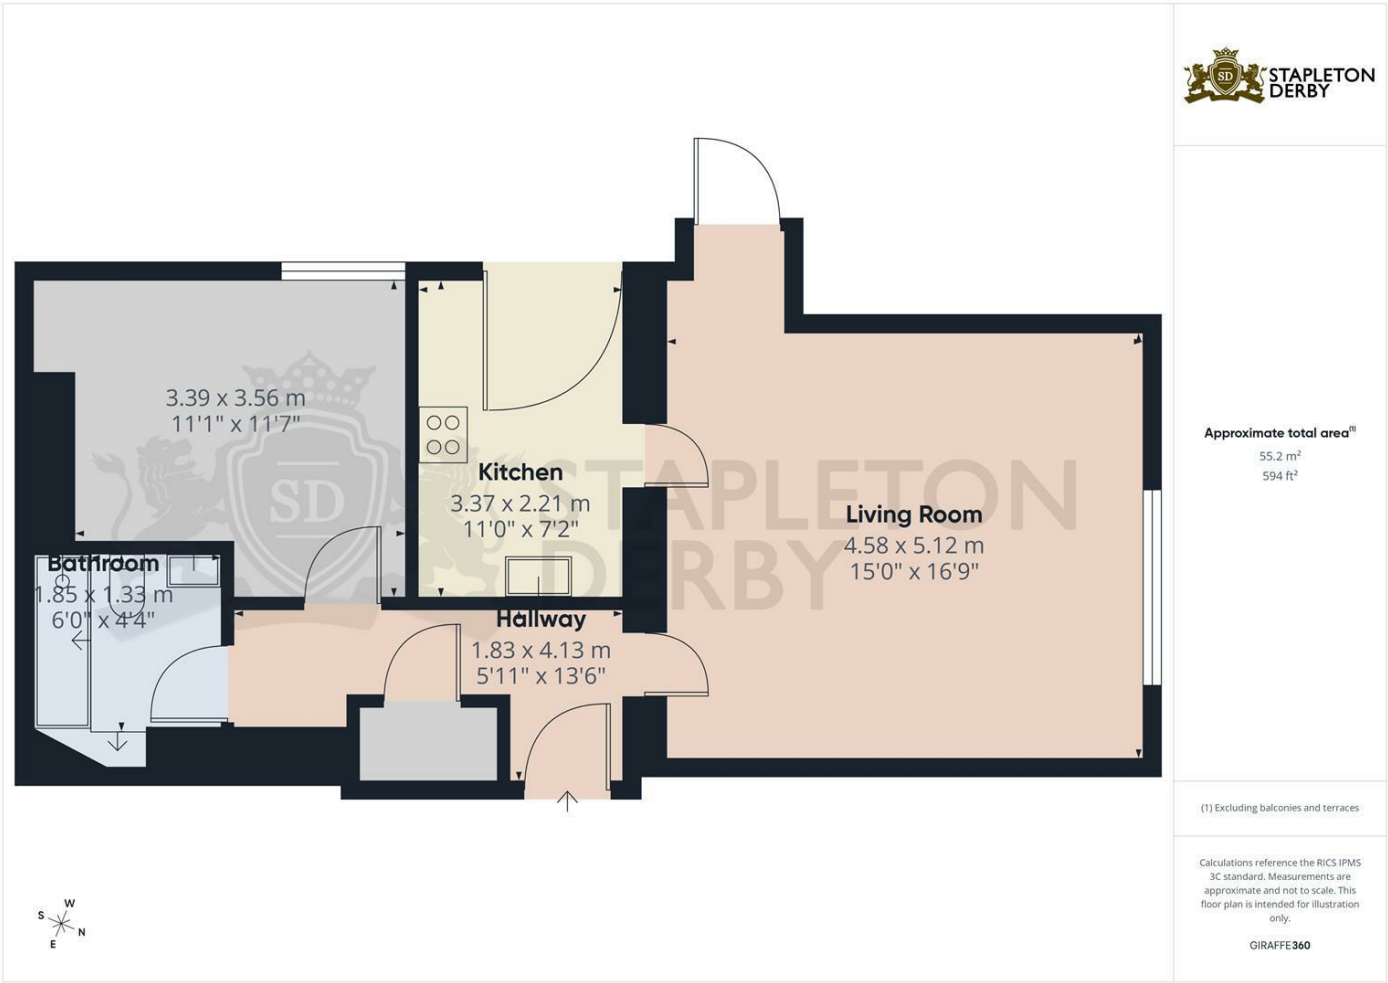 STAPLETON
DERBY
SD
3.39 x 3.56 m
11'1" x 11'7"
Kitchen
3.37 x 2.21 m
11'0" x 7'2"
Living Room
4.58 x 5.12 m
15'0" x 16'9"
Bathroom
1.85 x 1.33 m
6'0" x 4'4"
Hallway
1.83 x 4.13 m
5'11" x 13'6"
SD
STAPLETON
DERBY
Approximate total area(1)
55.2 m²
594 ft²
(1) Excluding balconies and terraces
Calculations reference the RICS IPMS
3C standard. Measurements are
approximate and not to scale. This
floor plan is intended for illustration
only.
GIRAFFE360
W
S
N
E